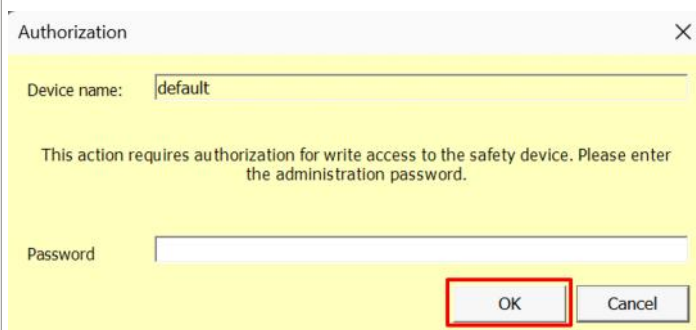 Authorization
Device name: default
This action requires authorization for write access to the safety device. Please enter
the administration password.
Password
OK Cancel